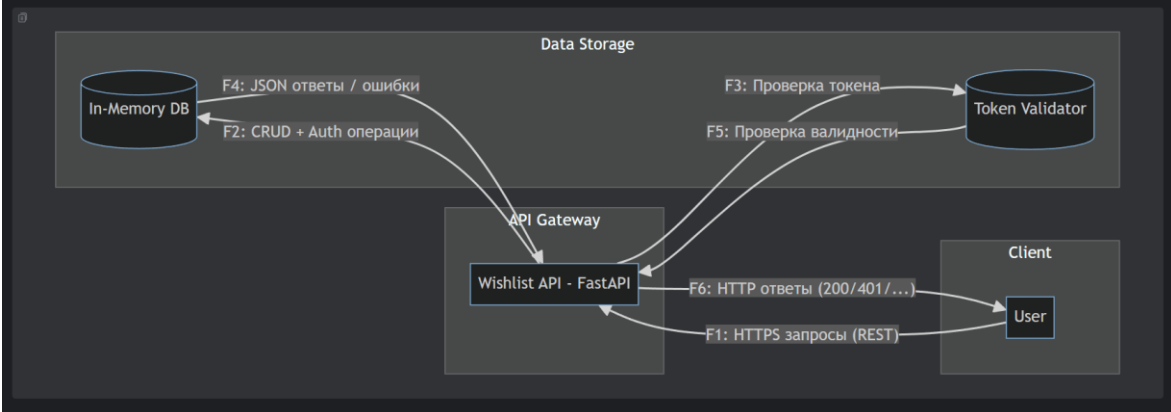 Data Storage
In-Memory DB
F4: JSON ответы / ошибки
F2: CRUD + Auth операции
F3: Проверка токена
F5: Проверка валидности
Token Validator
API Gateway
Wishlist API - FastAPI
F6: HTTP ответы (200/401/...)
F1: HTTPS запросы (REST)
Client
User